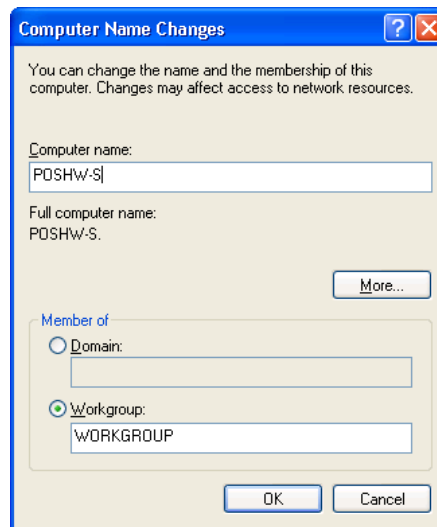 Computer Name Changes
You can change the name and the membership of this
computer. Changes may affect access to network resources.
Computer name:
POSHW-S
Full computer name:
POSHW-S.
More...
Member of
Domain:
Workgroup:
WORKGROUP
OK Cancel